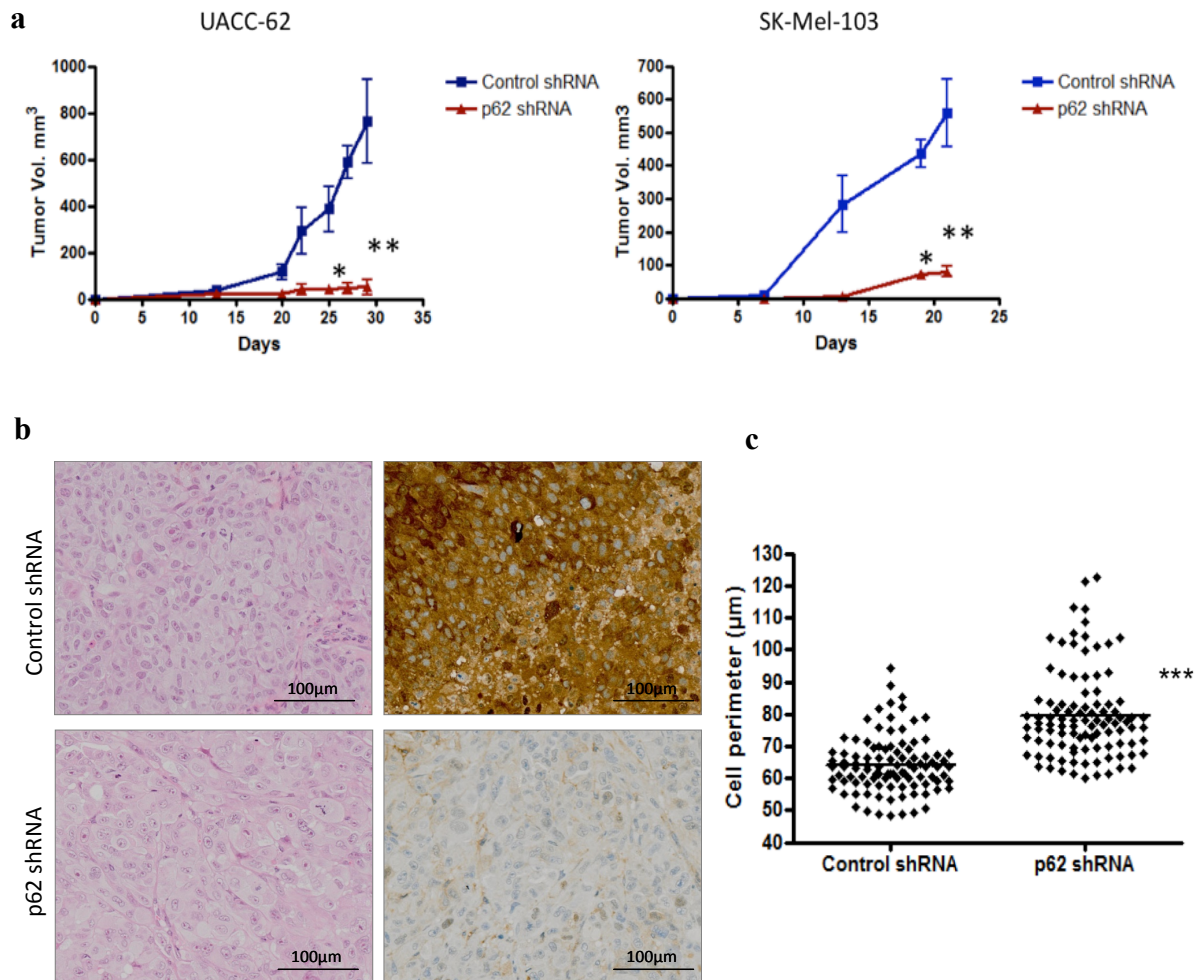 a
UACC-62
SK-Mel-103
Tumor Vol. mm³
1000
800
600
400
200
0
0 5 10 15 20 25 30 35
Days
Control shRNA
p62 shRNA
*
**
Tumor Vol. mm3
700
600
500
400
300
200
100
0
0 5 10 15 20 25
Days
Control shRNA
p62 shRNA
*
**
b
Control shRNA
100µm
100µm
p62 shRNA
100µm
100µm
c
Cell perimeter (µm)
130
120
110
100
90
80
70
60
50
40
***
Control shRNA
p62 shRNA